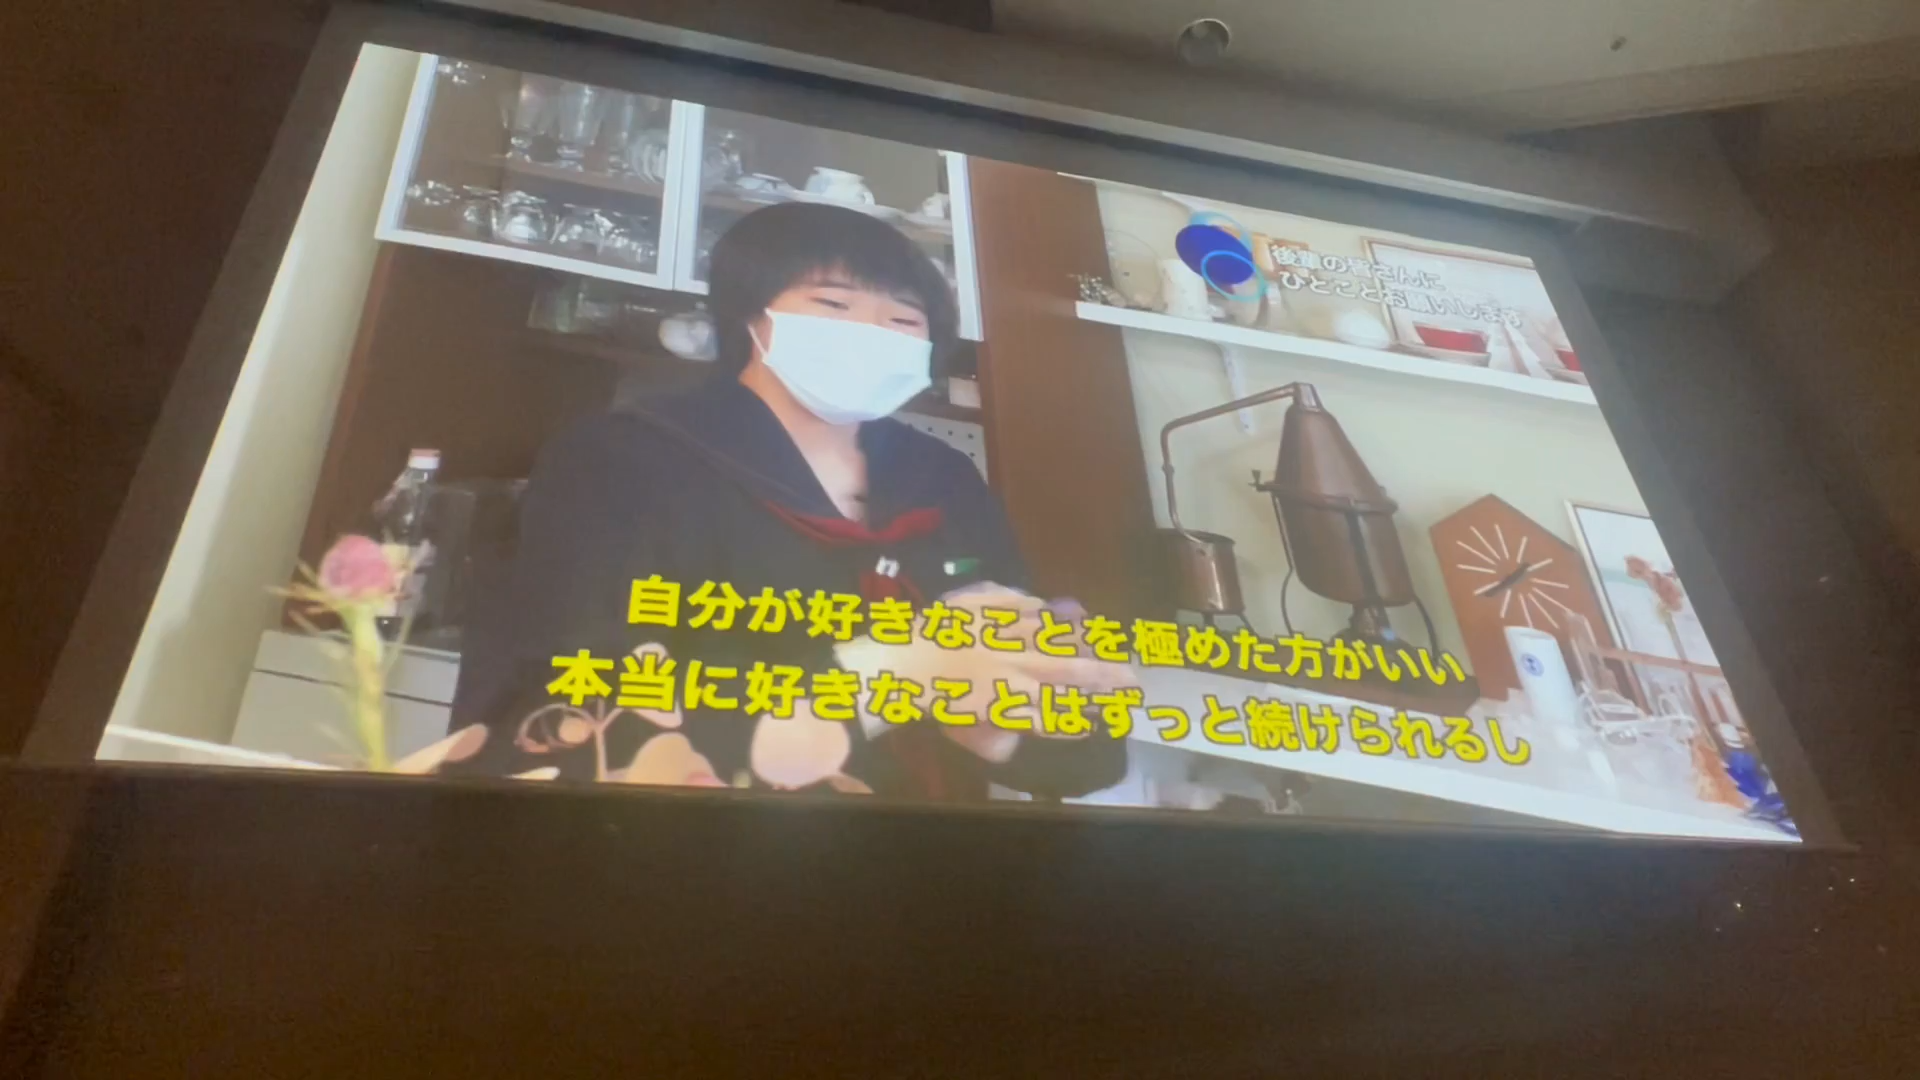 後輩の皆さんに
ひとことお願いします
自分が好きなことを極めた方がいい
本当に好きなことはずっと続けられるし